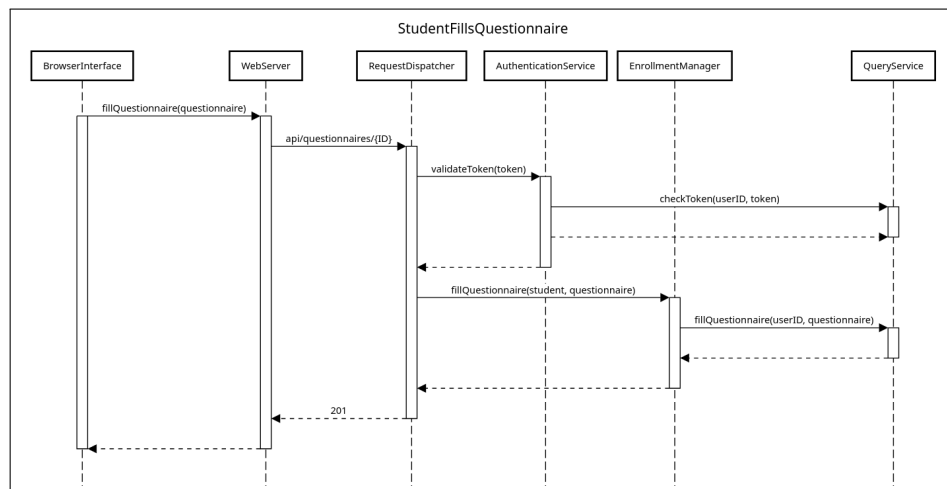 StudentFillsQuestionnaire
BrowserInterface
WebServer
RequestDispatcher
AuthenticationService
EnrollmentManager
QueryService
fillQuestionnaire(questionnaire)
api/questionnaires/{ID}
validateToken(token)
checkToken(userID, token)
fillQuestionnaire(student, questionnaire)
fillQuestionnaire(userID, questionnaire)
201